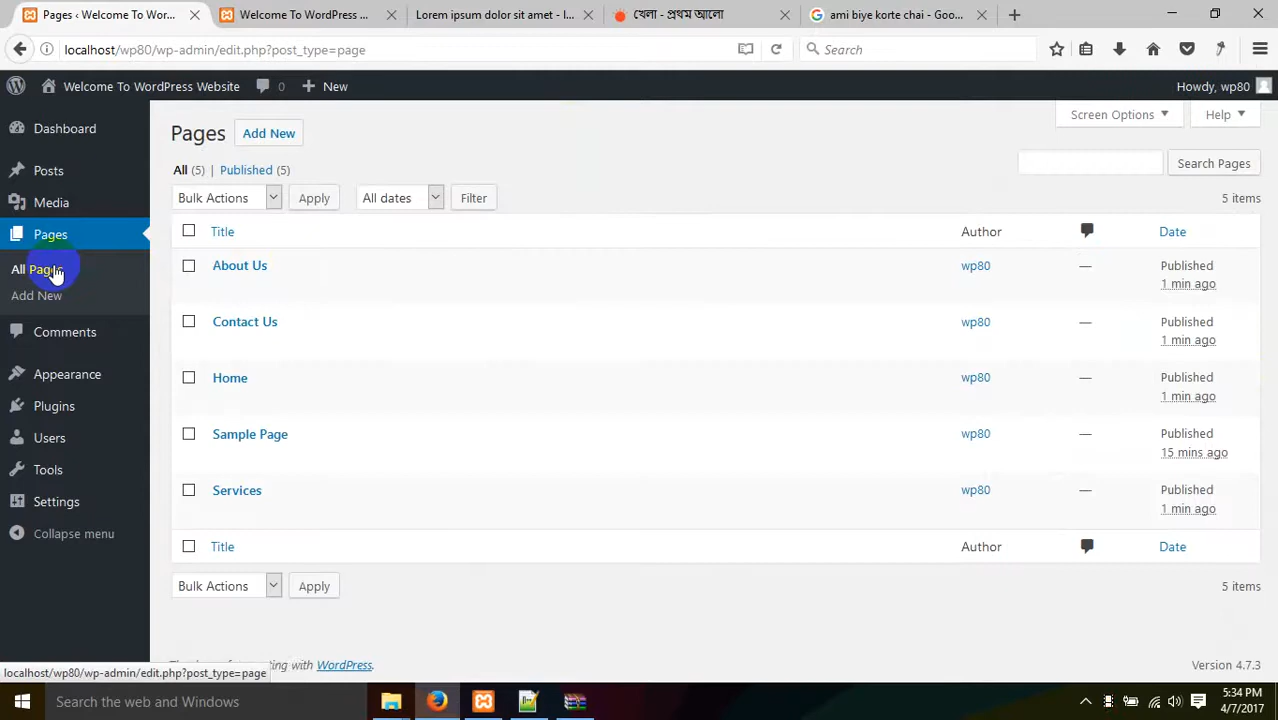 Pages ‹ Welcome To Wor...
Welcome To WordPress ...
Lorem ipsum dolor sit amet - I...
খেলা - প্রথম আলো
ami biye korte chai - Goo...
localhost/wp80/wp-admin/edit.php?post_type=page
Search
Welcome To WordPress Website
0
New
Howdy, wp80
Dashboard
Posts
Media
Pages
All Pages
Add New
Comments
Appearance
Plugins
Users
Tools
Settings
Collapse menu
Screen Options
Help
Pages
Add New
All (5) | Published (5)
Search Pages
Bulk Actions
Apply
All dates
Filter
5 items
Title Author Date
About Us wp80 — Published
1 min ago
Contact Us wp80 — Published
1 min ago
Home wp80 — Published
1 min ago
Sample Page wp80 — Published
15 mins ago
Services wp80 — Published
1 min ago
Title Author Date
Bulk Actions
Apply
5 items
with WordPress.
Version 4.7.3
localhost/wp80/wp-admin/edit.php?post_type=page
Search the web and Windows
5:34 PM
4/7/2017